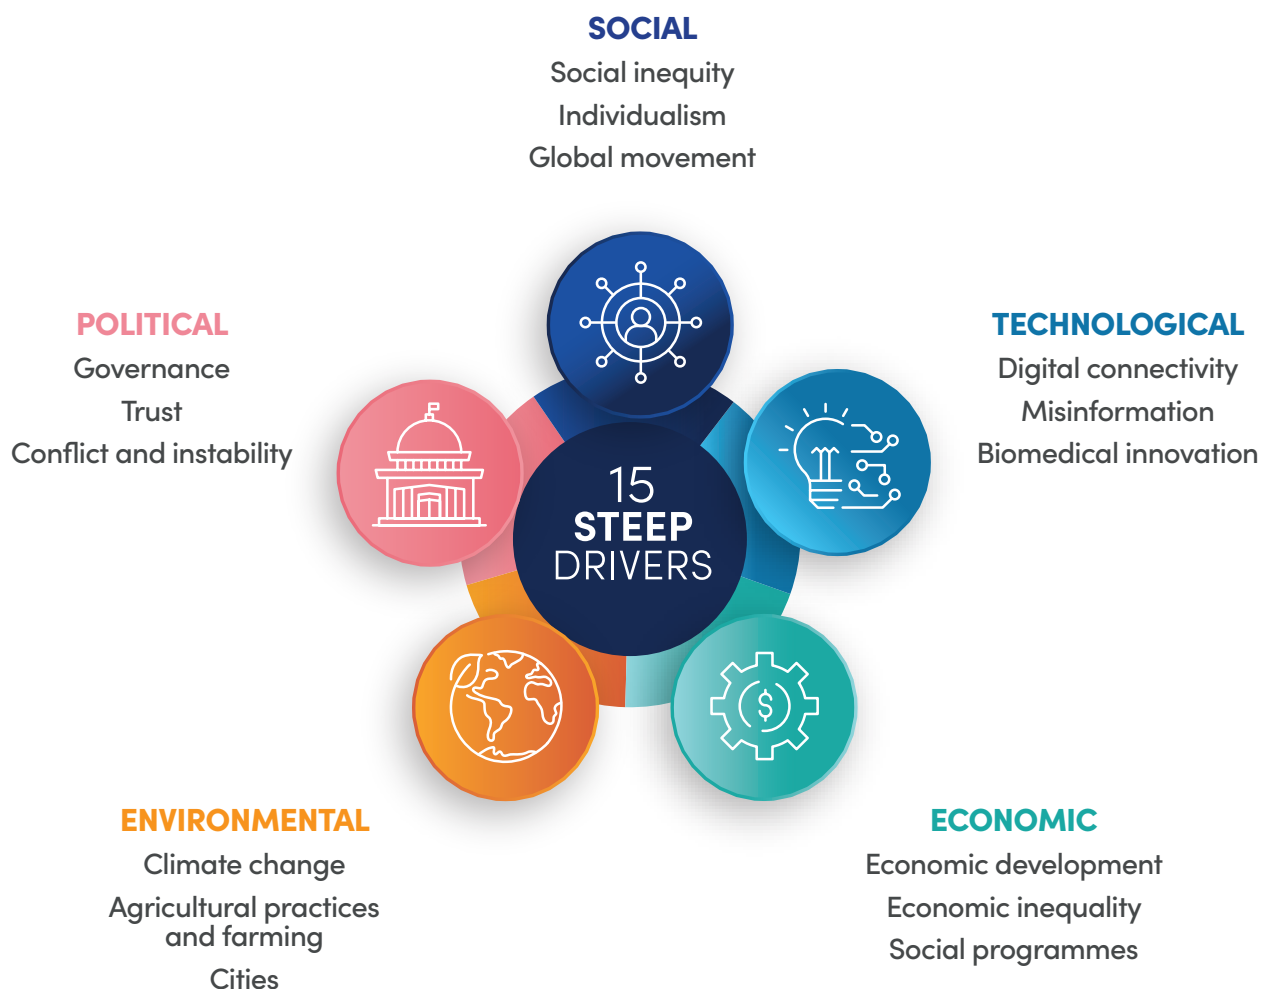 SOCIAL
Social inequity
Individualism
Global movement
POLITICAL
Governance
Trust
Conflict and instability
TECHNOLOGICAL
Digital connectivity
Misinformation
Biomedical innovation
15
STEEP
DRIVERS
$
ENVIRONMENTAL
Climate change
Agricultural practices
and farming
Cities
ECONOMIC
Economic development
Economic inequality
Social programmes